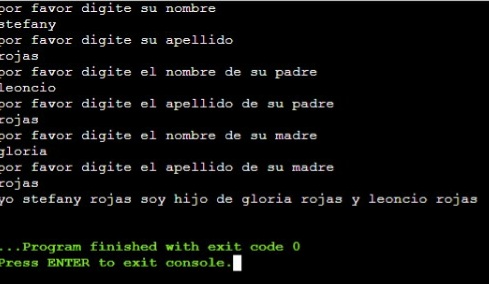 por favor digite su nombre
stefany
por favor digite su apellido
rojas
por favor digite el nombre de su padre
leoncio
por favor digite el apellido de su padre
rojas
por favor digite el nombre de su madre
gloria
por favor digite el apellido de su madre
rojas
yo stefany rojas soy hijo de gloria rojas y leoncio rojas
...Program finished with exit code 0
Press ENTER to exit console.